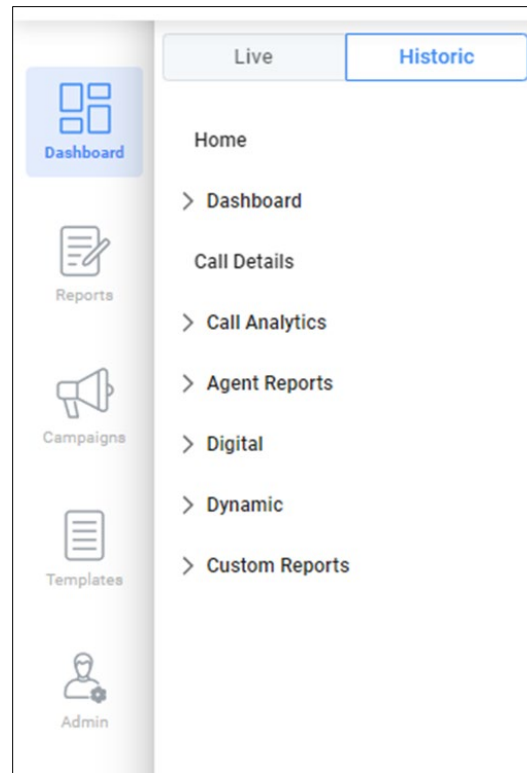 Dashboard
Reports
Campaigns
Templates
Admin
Live
Historic
Home
Dashboard
Call Details
Call Analytics
Agent Reports
Digital
Dynamic
Custom Reports